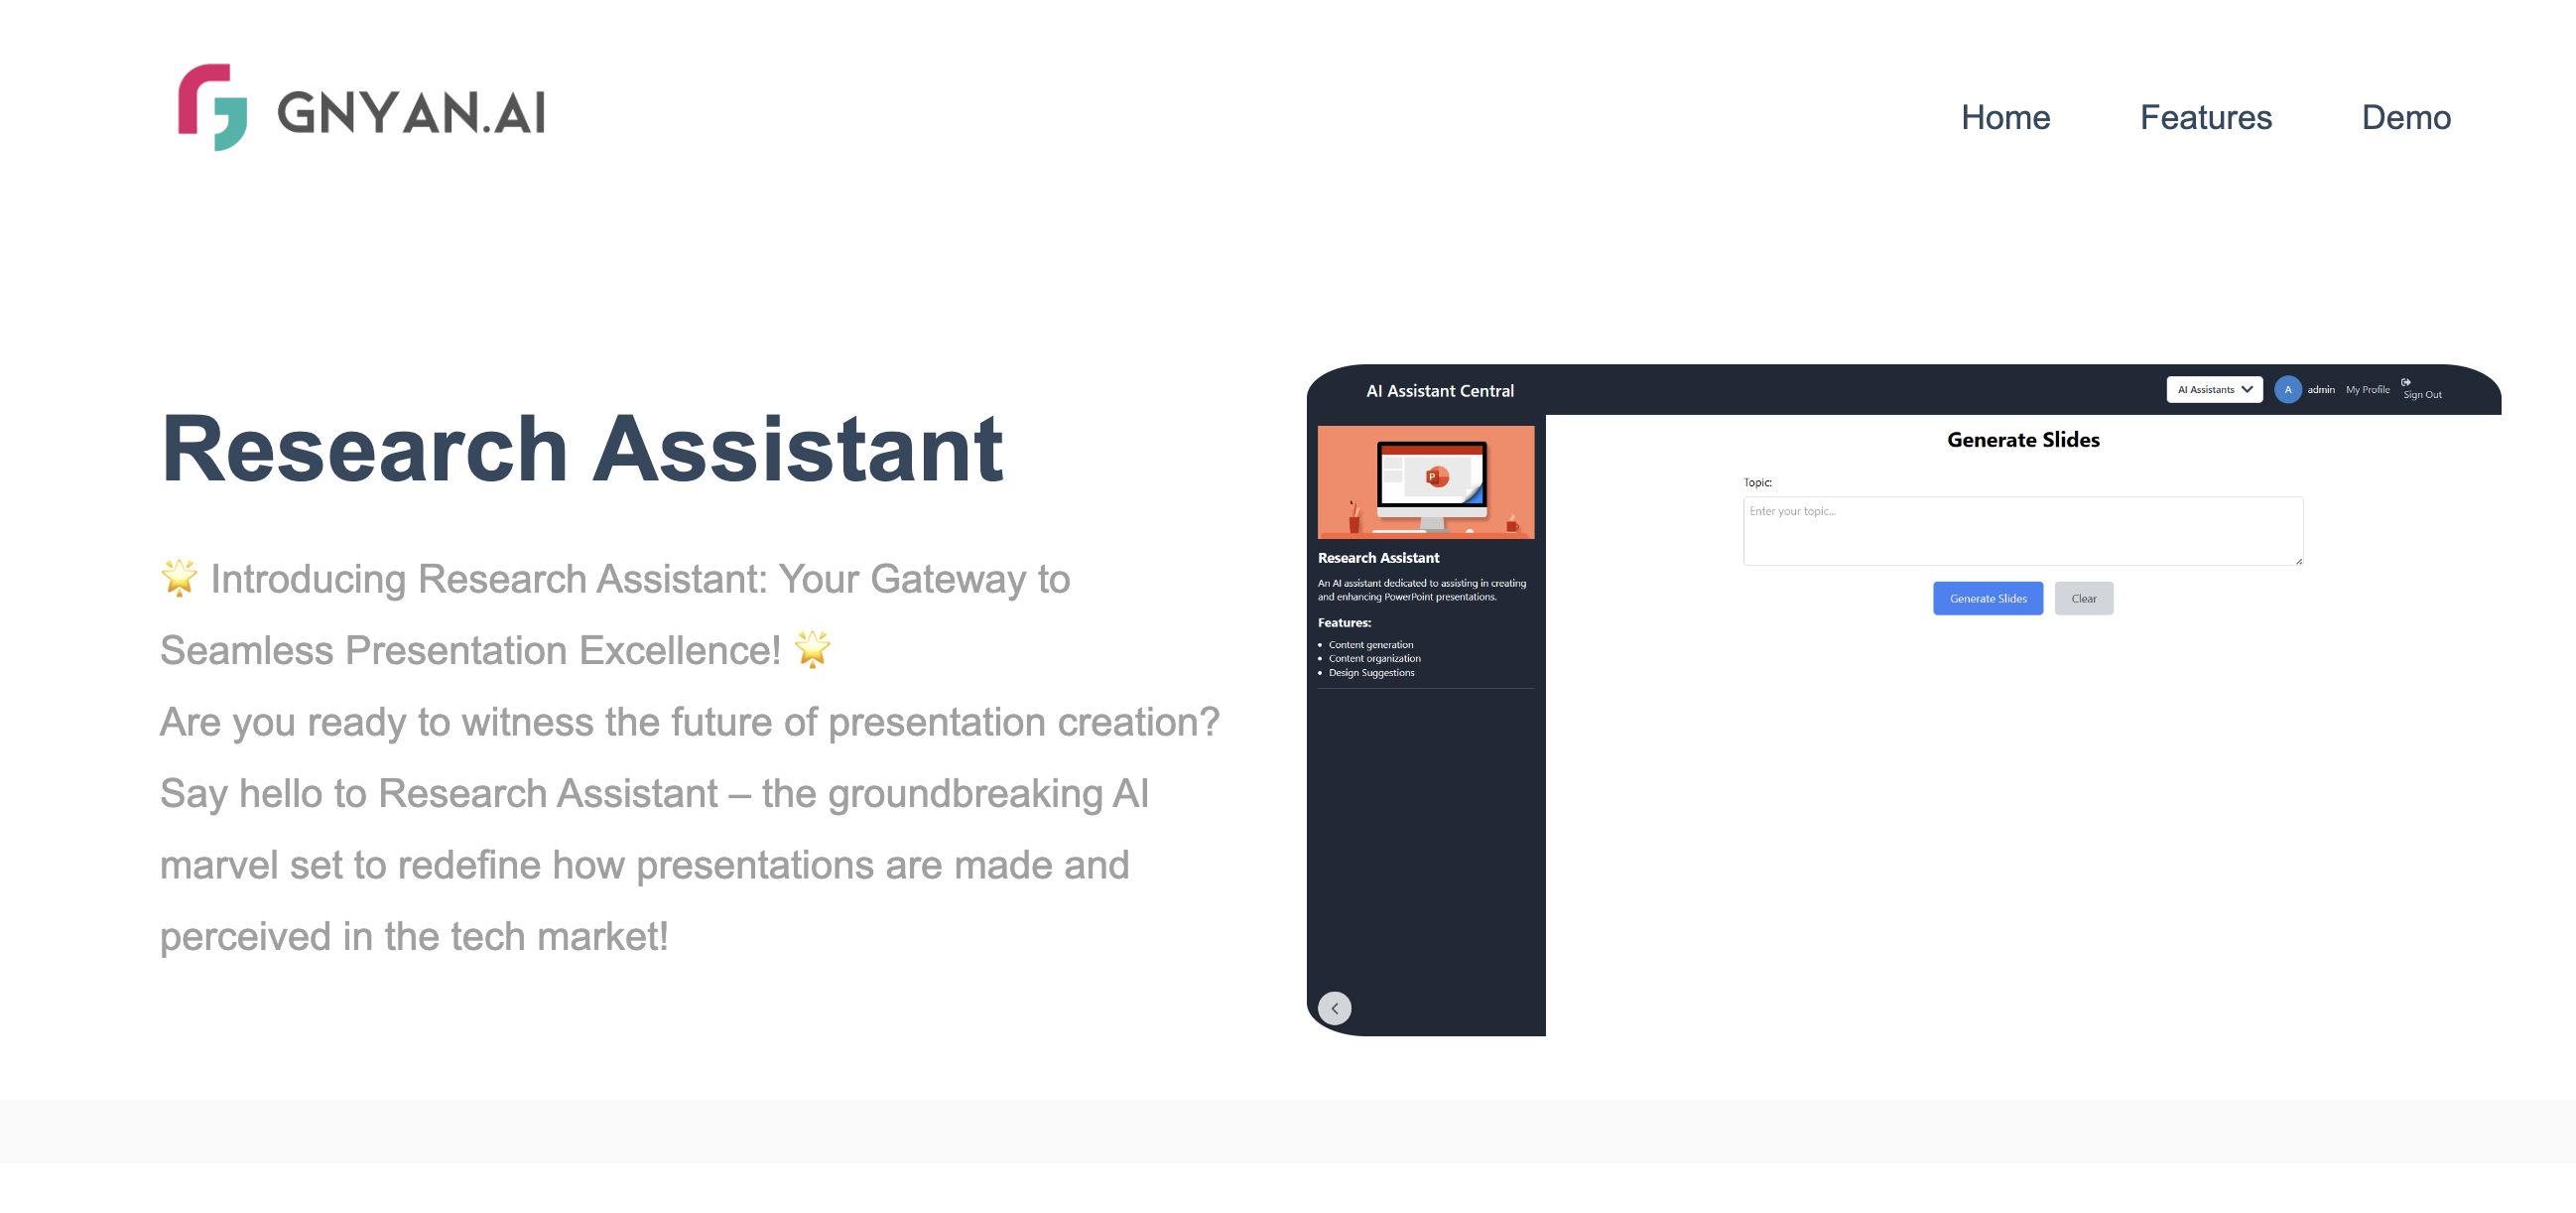 GNYAN.AI
Home
Features
Demo
Research Assistant
🌟 Introducing Research Assistant: Your Gateway to
Seamless Presentation Excellence! 🌟
Are you ready to witness the future of presentation creation?
Say hello to Research Assistant – the groundbreaking AI
marvel set to redefine how presentations are made and
perceived in the tech market!
AI Assistant Central
AI Assistants
A
admin
My Profile
Sign Out
P
Research Assistant
An AI assistant dedicated to assisting in creating
and enhancing PowerPoint presentations.
Features:
• Content generation
• Content organization
• Design Suggestions
Generate Slides
Topic:
Enter your topic...
Generate Slides
Clear